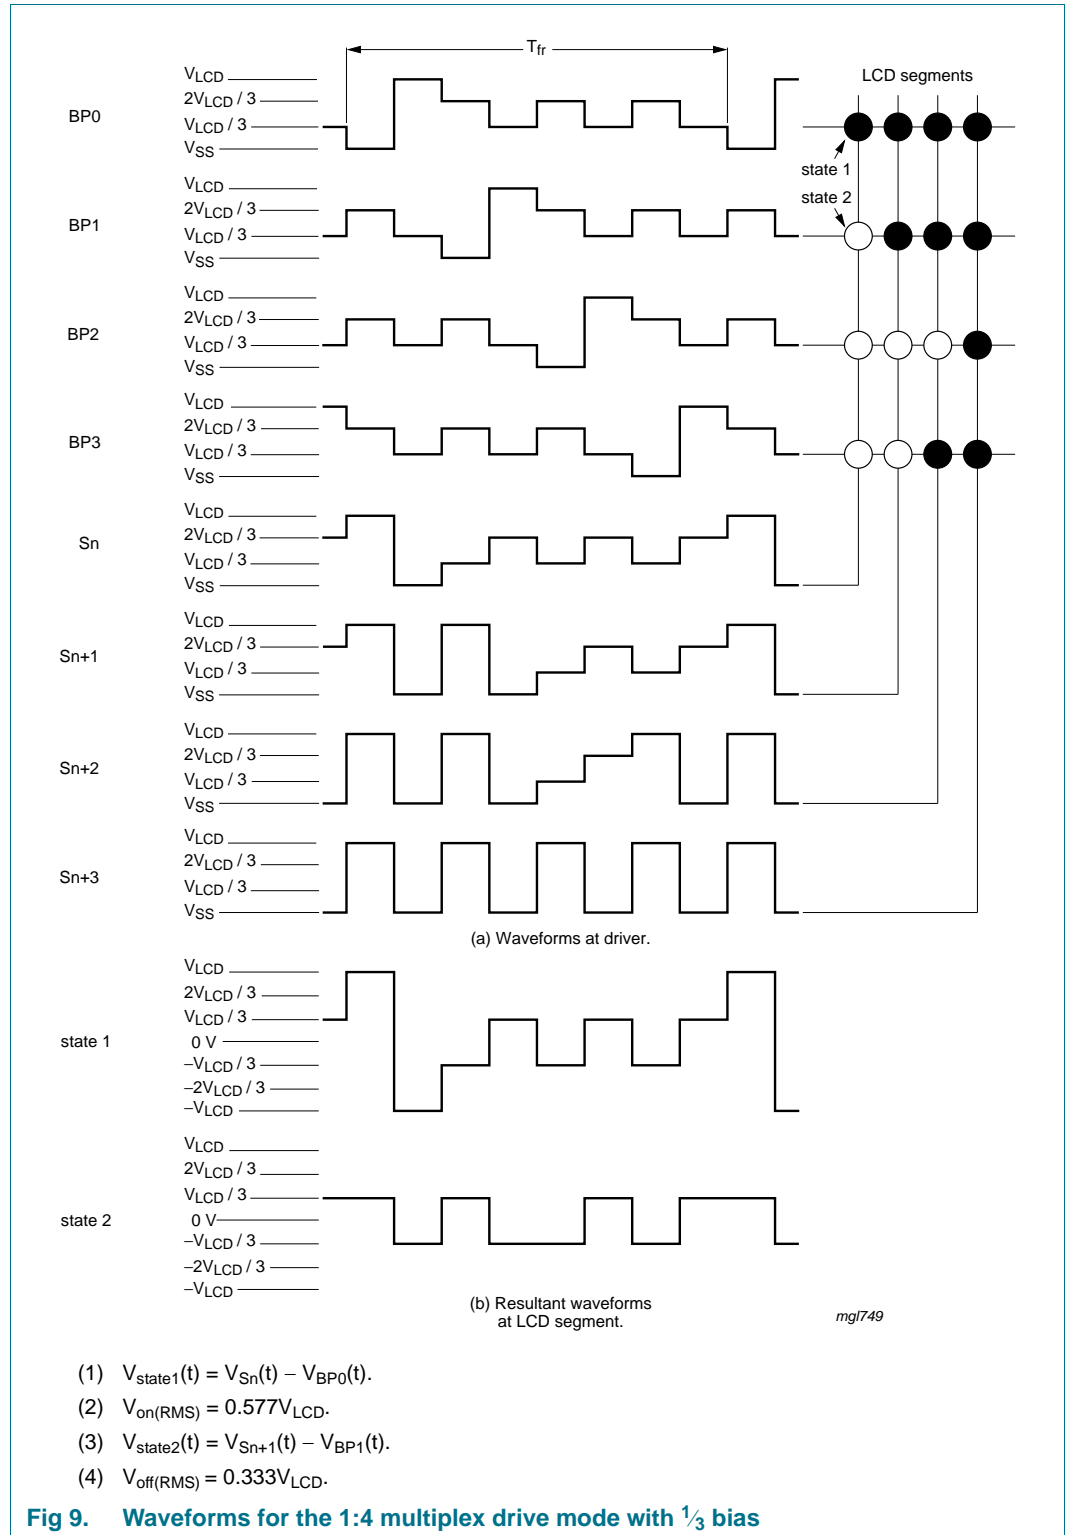 Tfr
LCD segments
BP0
VLCD
2VLCD / 3
VLCD / 3
VSS
state 1
state 2
BP1
VLCD
2VLCD / 3
VLCD / 3
VSS
BP2
VLCD
2VLCD / 3
VLCD / 3
VSS
BP3
VLCD
2VLCD / 3
VLCD / 3
VSS
Sn
VLCD
2VLCD / 3
VLCD / 3
VSS
Sn+1
VLCD
2VLCD / 3
VLCD / 3
VSS
Sn+2
VLCD
2VLCD / 3
VLCD / 3
VSS
Sn+3
VLCD
2VLCD / 3
VLCD / 3
VSS
(a) Waveforms at driver.
state 1
VLCD
2VLCD / 3
VLCD / 3
0 V
−VLCD / 3
−2VLCD / 3
−VLCD
state 2
VLCD
2VLCD / 3
VLCD / 3
0 V
−VLCD / 3
−2VLCD / 3
−VLCD
(b) Resultant waveforms
at LCD segment.
mgl749
(1) Vstate1(t) = VSn(t) − VBP0(t).
(2) Von(RMS) = 0.577VLCD.
(3) Vstate2(t) = VSn+1(t) − VBP1(t).
(4) Voff(RMS) = 0.333VLCD.
Fig 9. Waveforms for the 1:4 multiplex drive mode with 1⁄3 bias